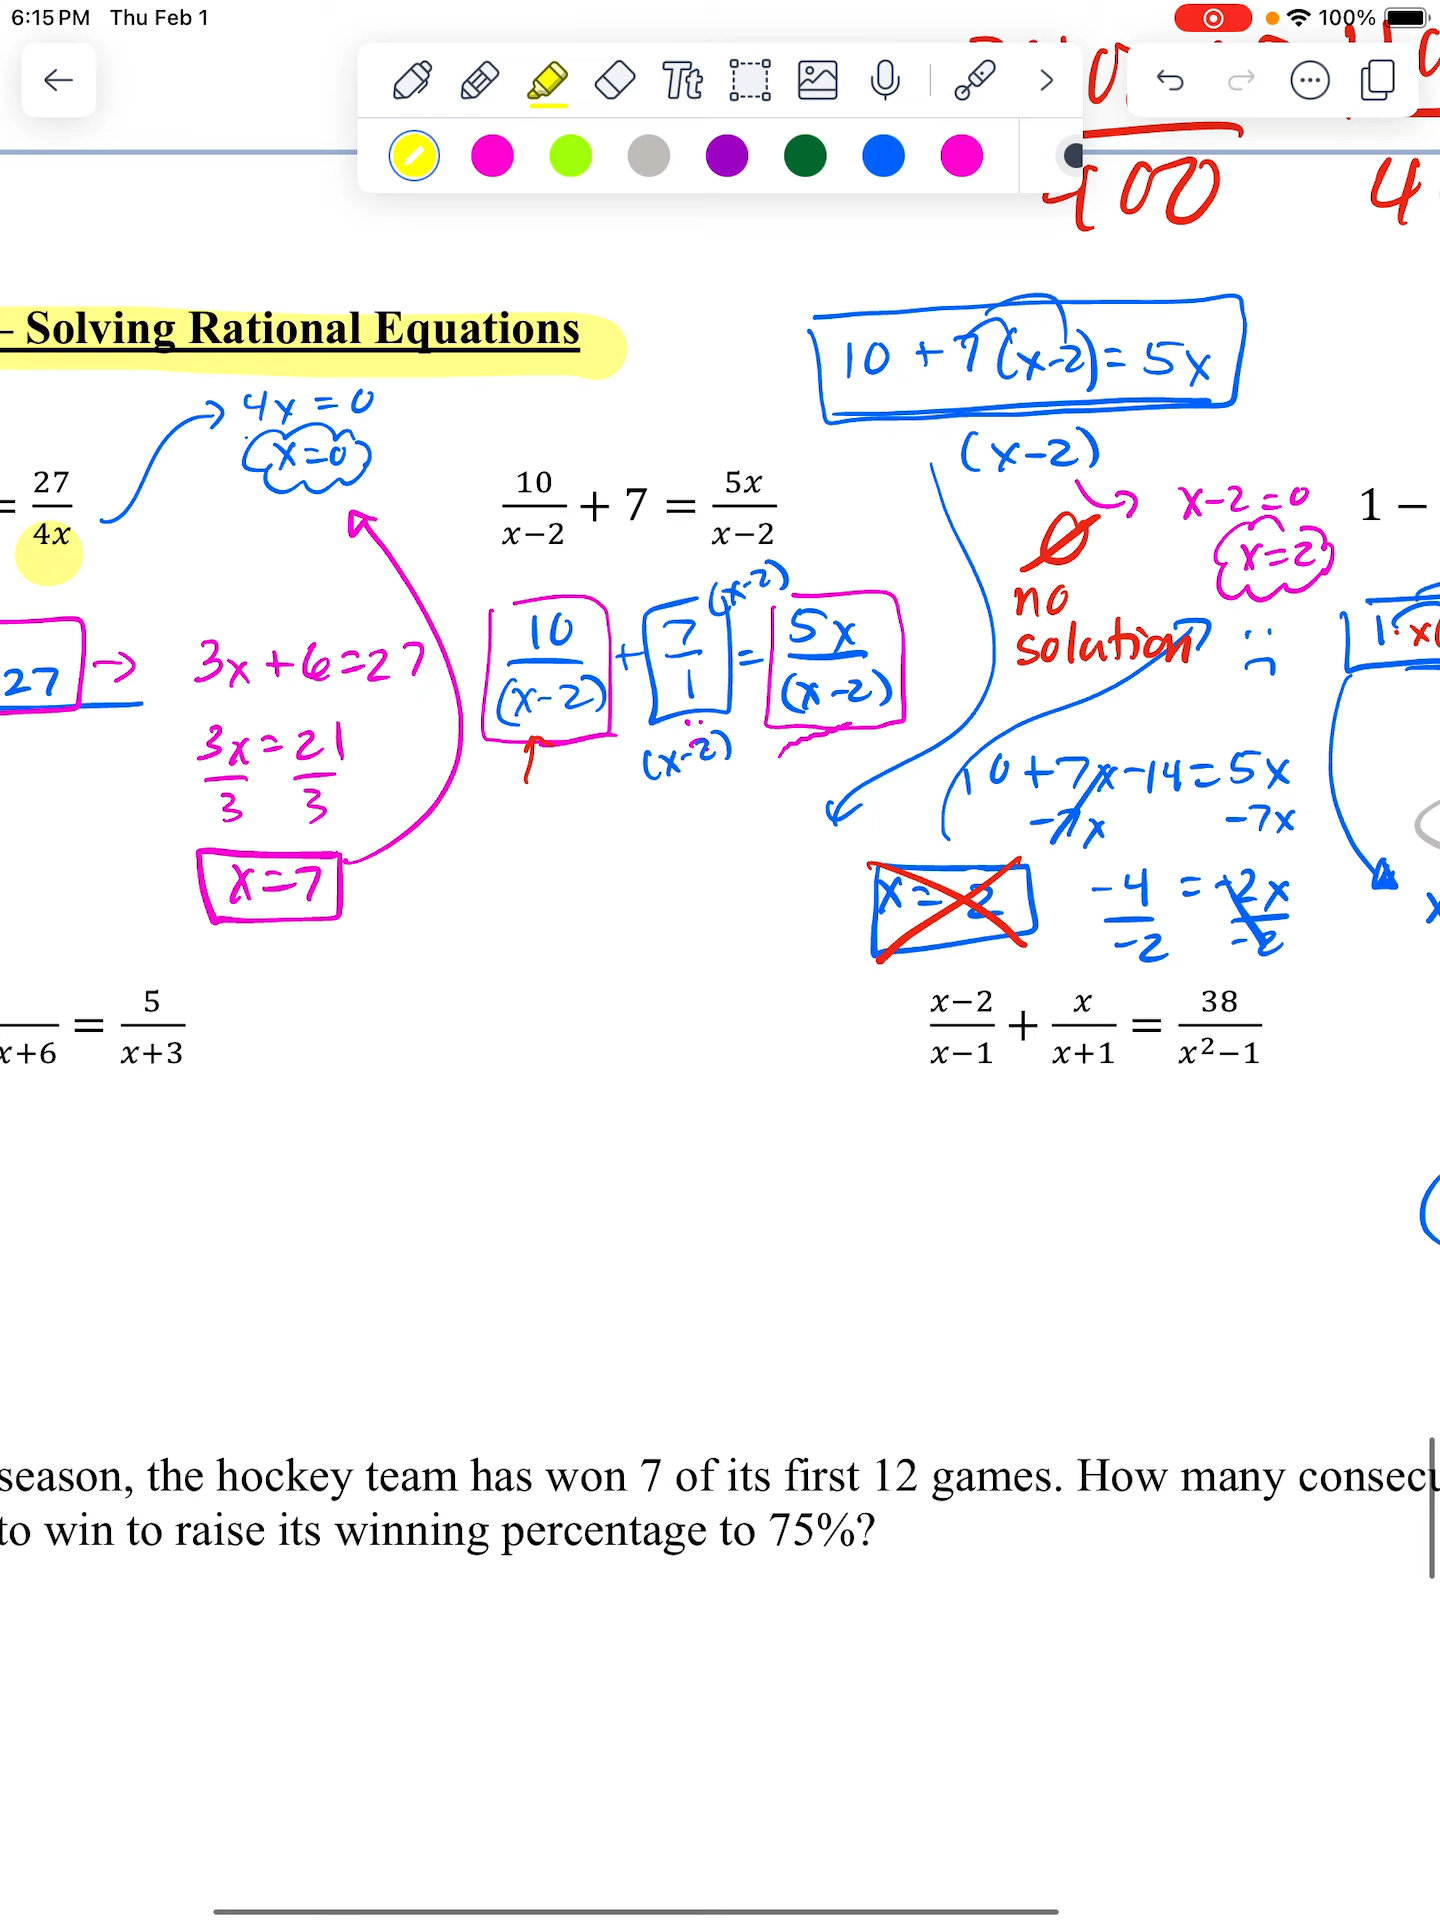 6:15 PM Thu Feb 1
100%
Tt
400
4
– Solving Rational Equations
10 + 7(x-2) = 5x
(x-2)
4x = 0
x=0
= 27/4x
10/(x−2) + 7 = 5x/(x−2)
x-2=0
x=2
1 −
∅
no
solution
27 → 3x+6=27
10/(x-2) + 7/1 = 5x/(x-2)
(x-2)
(x-2)
3x = 21
3 3
x=7
10+7x-14=5x
-7x -7x
-4 = -2x
-2 -2
x = 2
x+6 = 5/(x+3)
(x−2)/(x−1) + x/(x+1) = 38/(x²−1)
season, the hockey team has won 7 of its first 12 games. How many consecu
to win to raise its winning percentage to 75%?